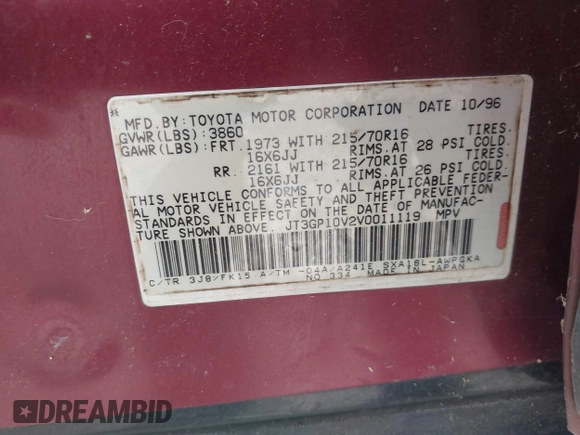 MFD.BY:TOYOTA MOTOR CORPORATION DATE 10/96
GVWR(LBS):3860
GAWR(LBS):FRT.1973 WITH 215/70R16 TIRES.
16X6JJ RIMS.AT 28 PSI COLD.
RR. 2161 WITH 215/70R16 TIRES.
16X6JJ RIMS.AT 26 PSI COLD.
THIS VEHICLE CONFORMS TO ALL APPLICABLE FEDER-
AL MOTOR VEHICLE SAFETY AND THEFT PREVENTION
STANDARDS IN EFFECT ON THE DATE OF MANUFAC-
TURE SHOWN ABOVE. JT3GP10V2V0011119 MPV
C/TR 3J8/FK15.A/TM -04A/A241E SXA16L-AWPGKA
NO.334 MADE IN JAPAN
DREAMBID